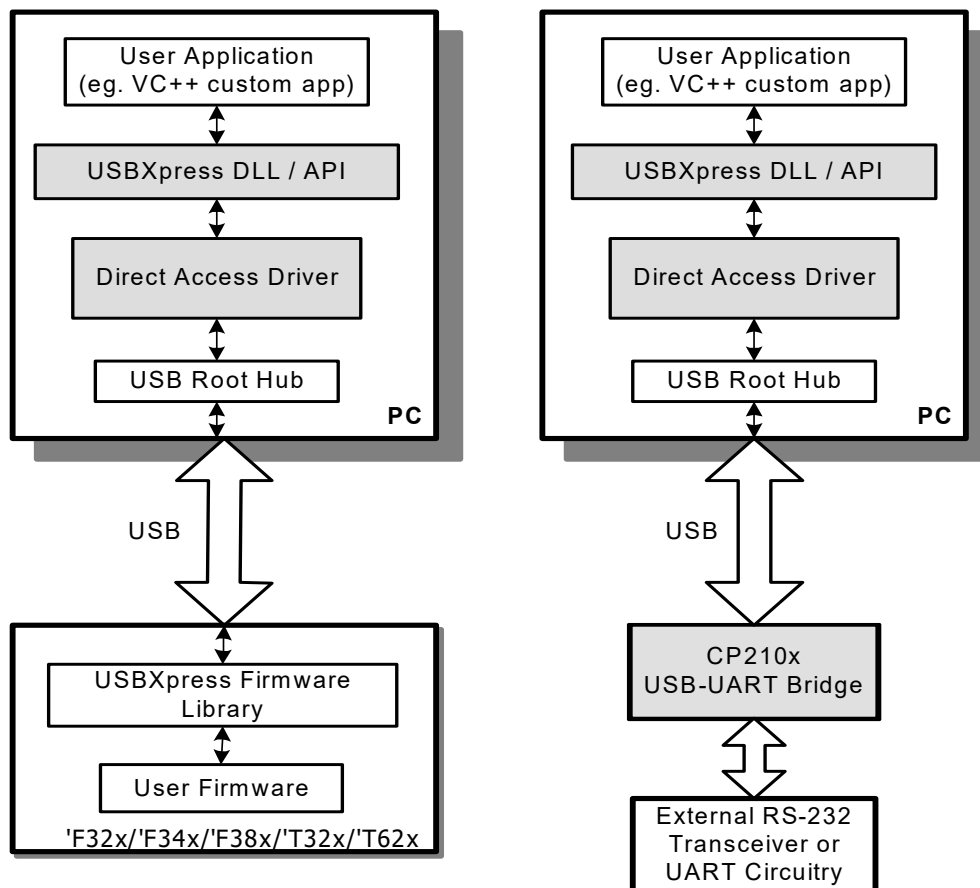 User Application
(eg. VC++ custom app)
USBXpress DLL / API
Direct Access Driver
USB Root Hub
PC
USB
USBXpress Firmware
Library
User Firmware
'F32x/'F34x/'F38x/'T32x/'T62x
User Application
(eg. VC++ custom app)
USBXpress DLL / API
Direct Access Driver
USB Root Hub
PC
USB
CP210x
USB-UART Bridge
External RS-232
Transceiver or
UART Circuitry